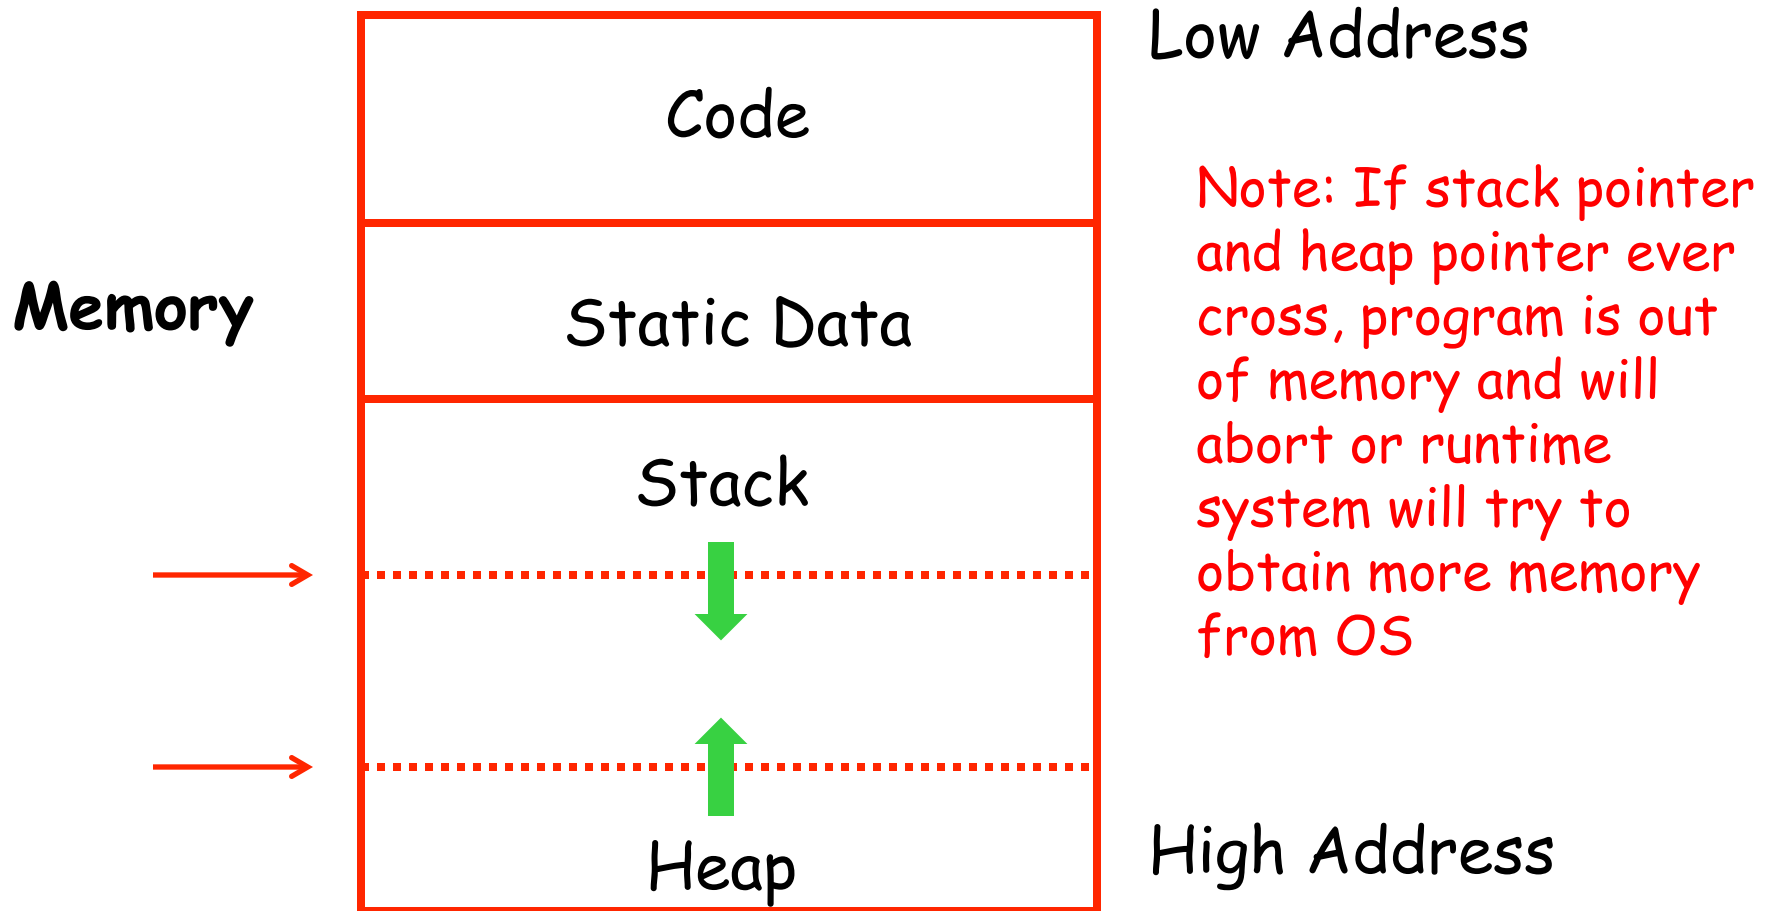 Low Address
Code
Note: If stack pointer
and heap pointer ever
cross, program is out
of memory and will
abort or runtime
system will try to
obtain more memory
from OS
Memory
Static Data
Stack
Heap
High Address